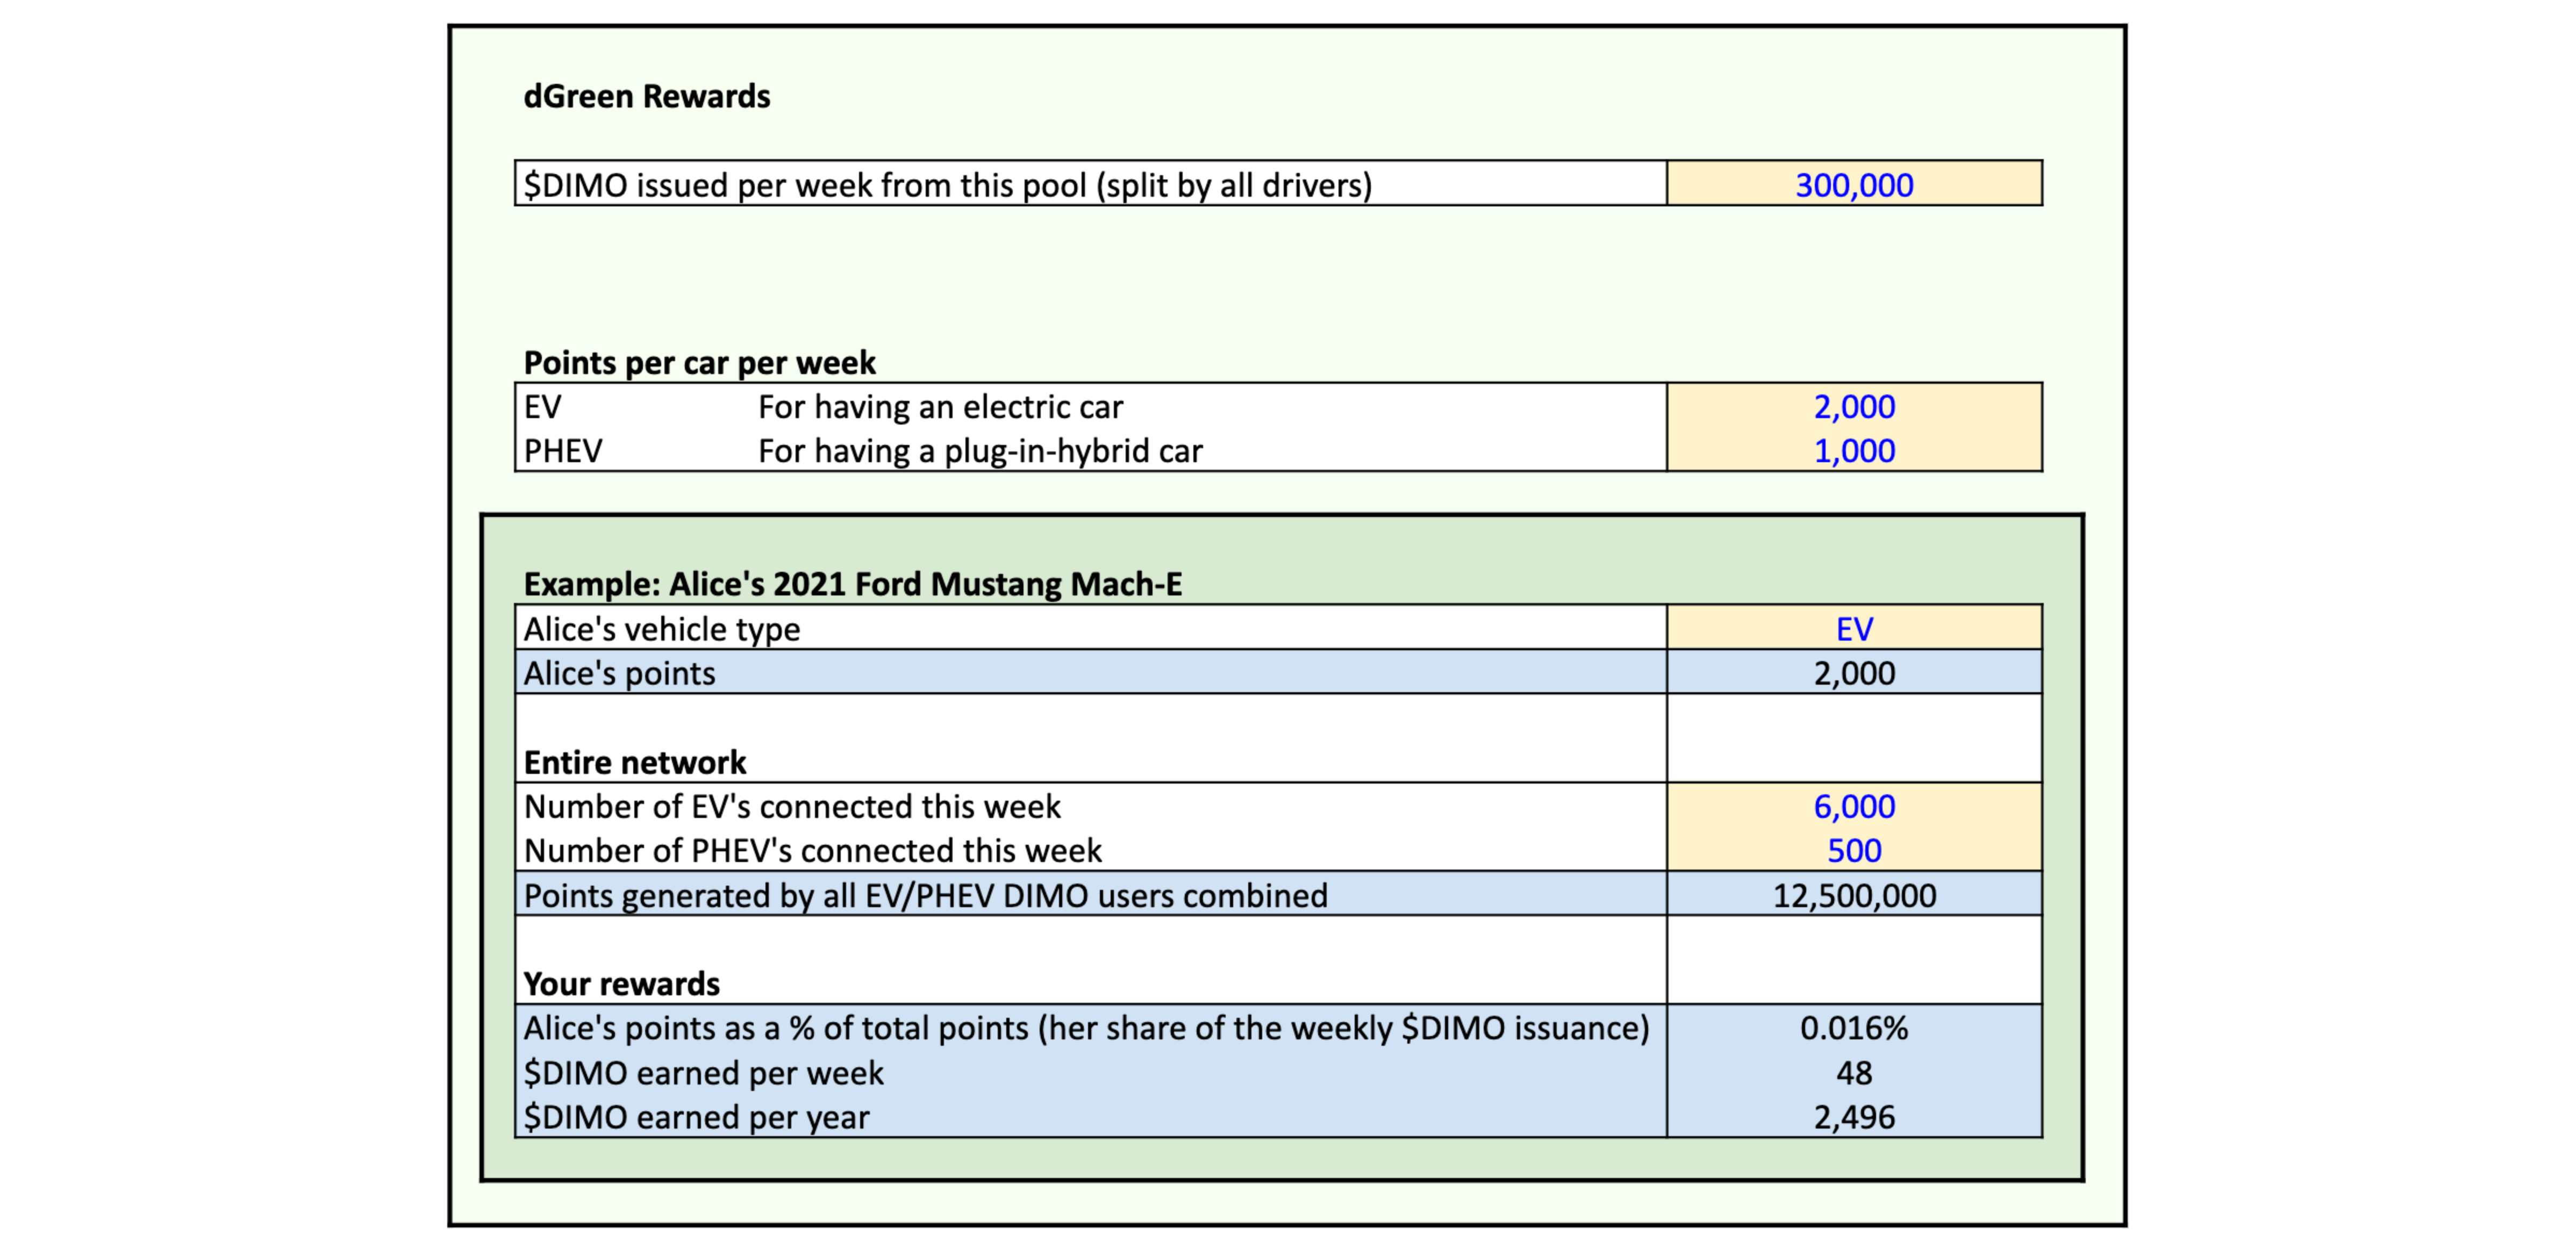 dGreen Rewards
$DIMO issued per week from this pool (split by all drivers) 300,000
Points per car per week
EV For having an electric car 2,000
PHEV For having a plug-in-hybrid car 1,000
Example: Alice's 2021 Ford Mustang Mach-E
Alice's vehicle type EV
Alice's points 2,000
Entire network
Number of EV's connected this week 6,000
Number of PHEV's connected this week 500
Points generated by all EV/PHEV DIMO users combined 12,500,000
Your rewards
Alice's points as a % of total points (her share of the weekly $DIMO issuance) 0.016%
$DIMO earned per week 48
$DIMO earned per year 2,496